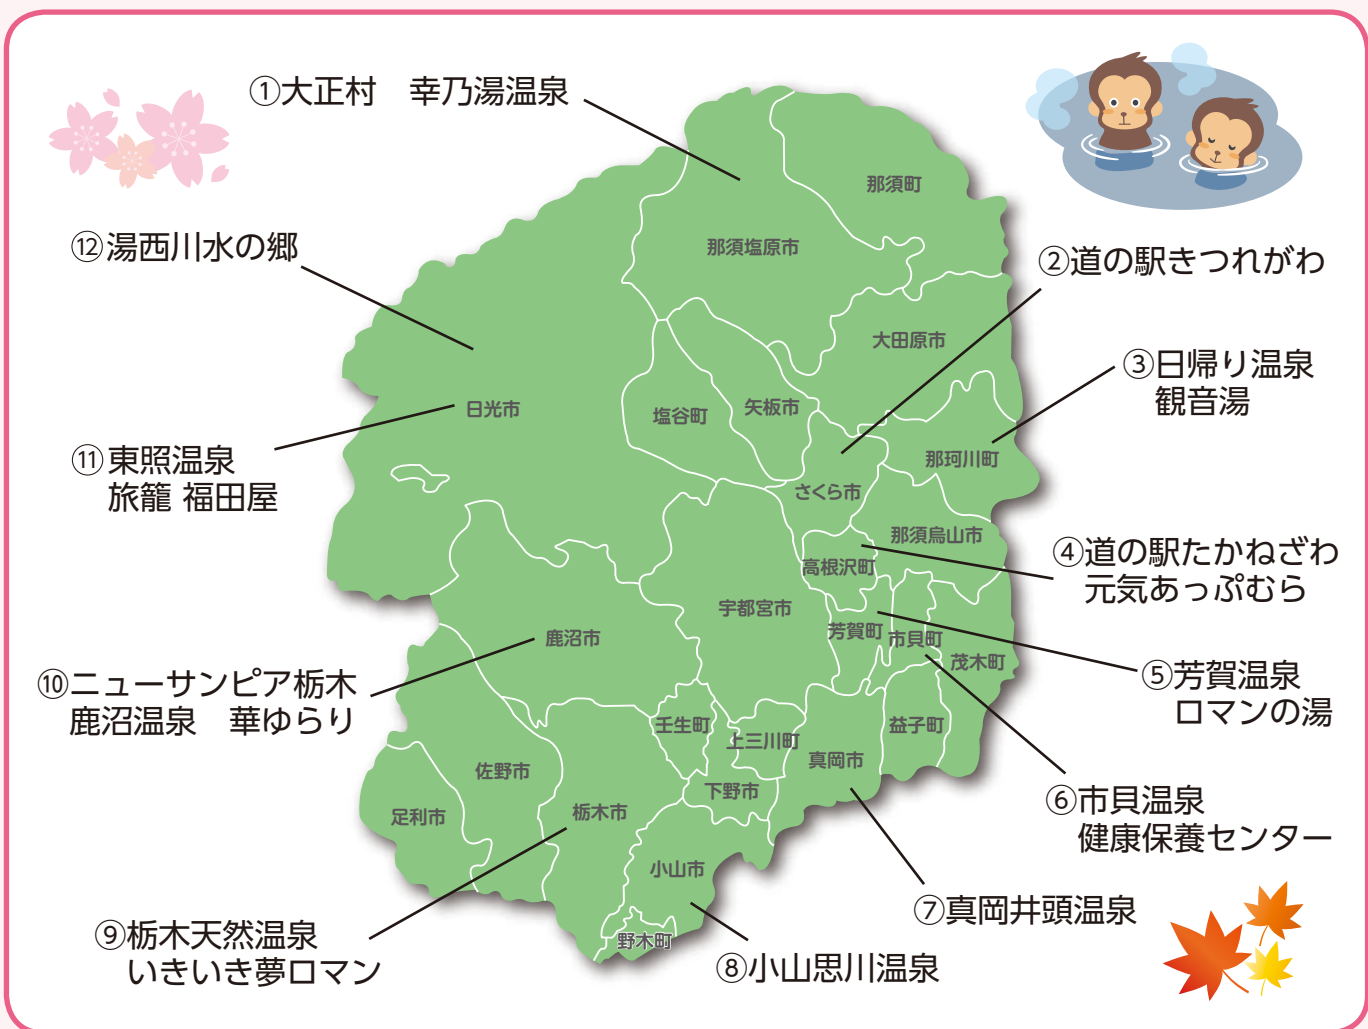 ①大正村　幸乃湯温泉
那須町
⑫湯西川水の郷
那須塩原市
②道の駅きつれがわ
大田原市
③日帰り温泉
観音湯
日光市
塩谷町
矢板市
那珂川町
⑪東照温泉
旅籠 福田屋
さくら市
那須烏山市
④道の駅たかねざわ
元気あっぷむら
高根沢町
宇都宮市
芳賀町
市貝町
鹿沼市
茂木町
⑤芳賀温泉
ロマンの湯
⑩ニューサンピア栃木
鹿沼温泉　華ゆらり
壬生町
上三川町
益子町
真岡市
佐野市
下野市
足利市
栃木市
⑥市貝温泉
健康保養センター
小山市
⑦真岡井頭温泉
⑨栃木天然温泉
いきいき夢ロマン
野木町
⑧小山思川温泉